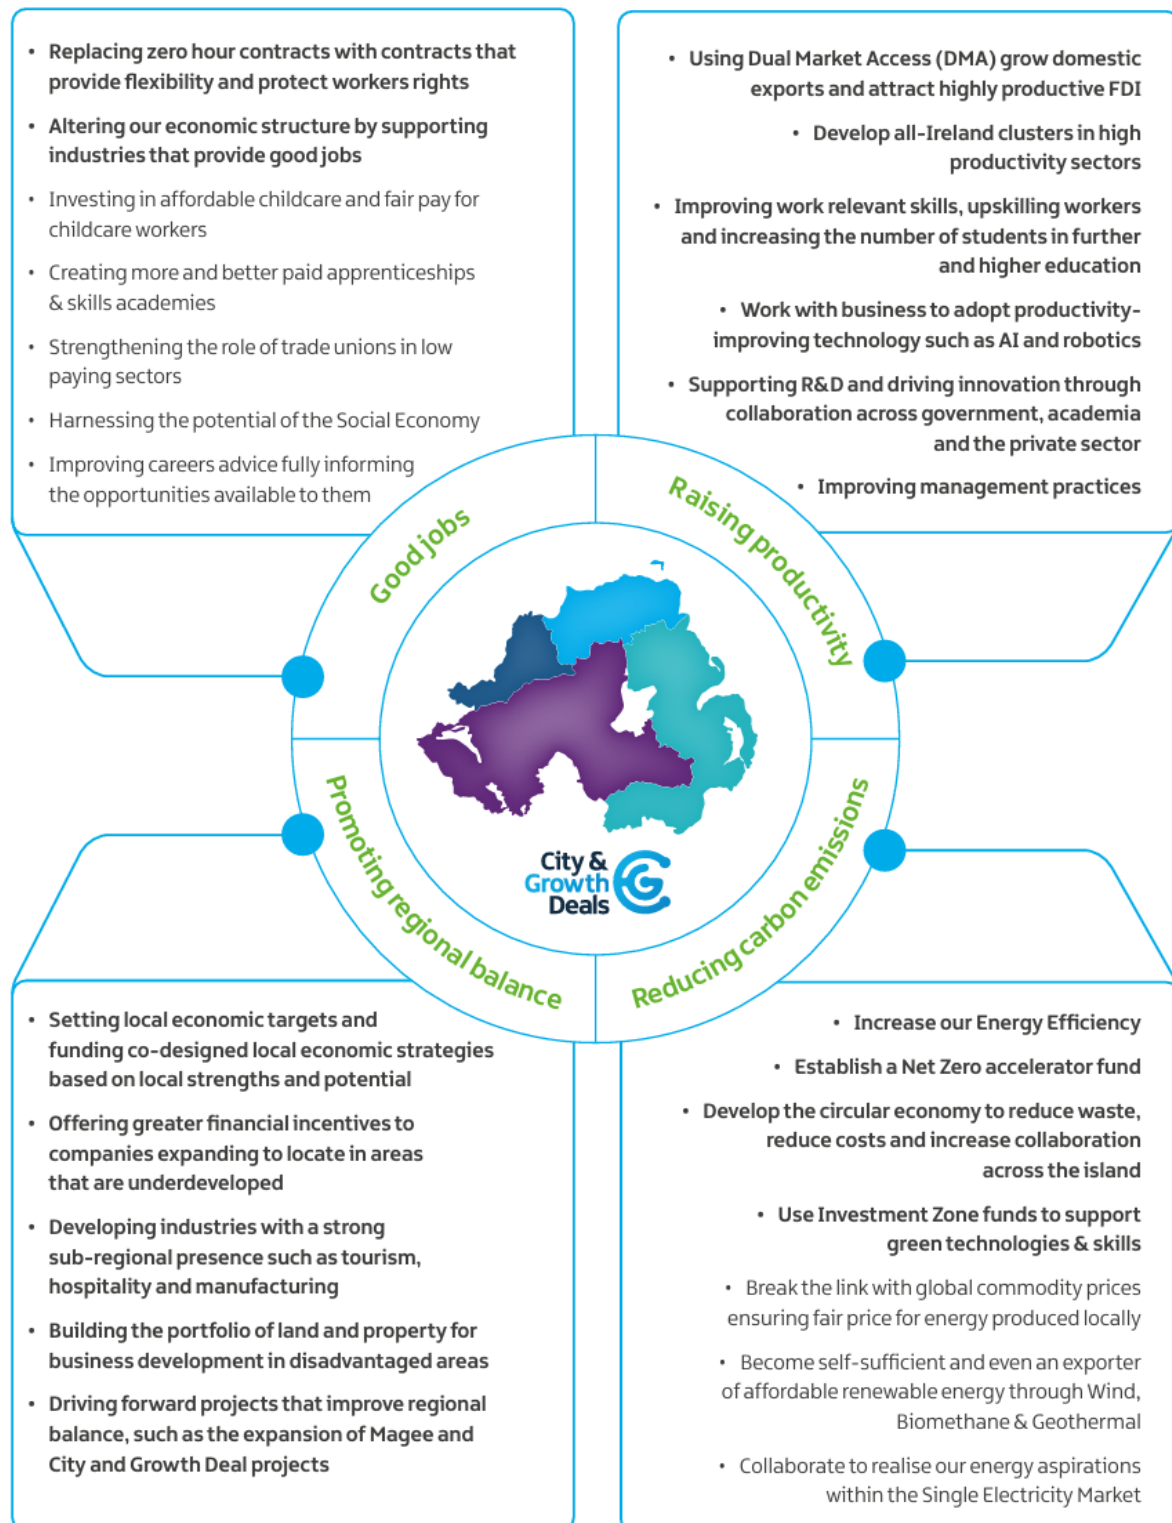 • Replacing zero hour contracts with contracts that
provide flexibility and protect workers rights
• Altering our economic structure by supporting
industries that provide good jobs
• Investing in affordable childcare and fair pay for
childcare workers
• Creating more and better paid apprenticeships
& skills academies
• Strengthening the role of trade unions in low
paying sectors
• Harnessing the potential of the Social Economy
• Improving careers advice fully informing
the opportunities available to them
• Using Dual Market Access (DMA) grow domestic
exports and attract highly productive FDI
• Develop all-Ireland clusters in high
productivity sectors
• Improving work relevant skills, upskilling workers
and increasing the number of students in further
and higher education
• Work with business to adopt productivity-
improving technology such as AI and robotics
• Supporting R&D and driving innovation through
collaboration across government, academia
and the private sector
• Improving management practices
Good jobs
Raising productivity
Promoting regional balance
Reducing carbon emissions
City &
Growth
Deals
• Setting local economic targets and
funding co-designed local economic strategies
based on local strengths and potential
• Offering greater financial incentives to
companies expanding to locate in areas
that are underdeveloped
• Developing industries with a strong
sub-regional presence such as tourism,
hospitality and manufacturing
• Building the portfolio of land and property for
business development in disadvantaged areas
• Driving forward projects that improve regional
balance, such as the expansion of Magee and
City and Growth Deal projects
• Increase our Energy Efficiency
• Establish a Net Zero accelerator fund
• Develop the circular economy to reduce waste,
reduce costs and increase collaboration
across the island
• Use Investment Zone funds to support
green technologies & skills
• Break the link with global commodity prices
ensuring fair price for energy produced locally
• Become self-sufficient and even an exporter
of affordable renewable energy through Wind,
Biomethane & Geothermal
• Collaborate to realise our energy aspirations
within the Single Electricity Market